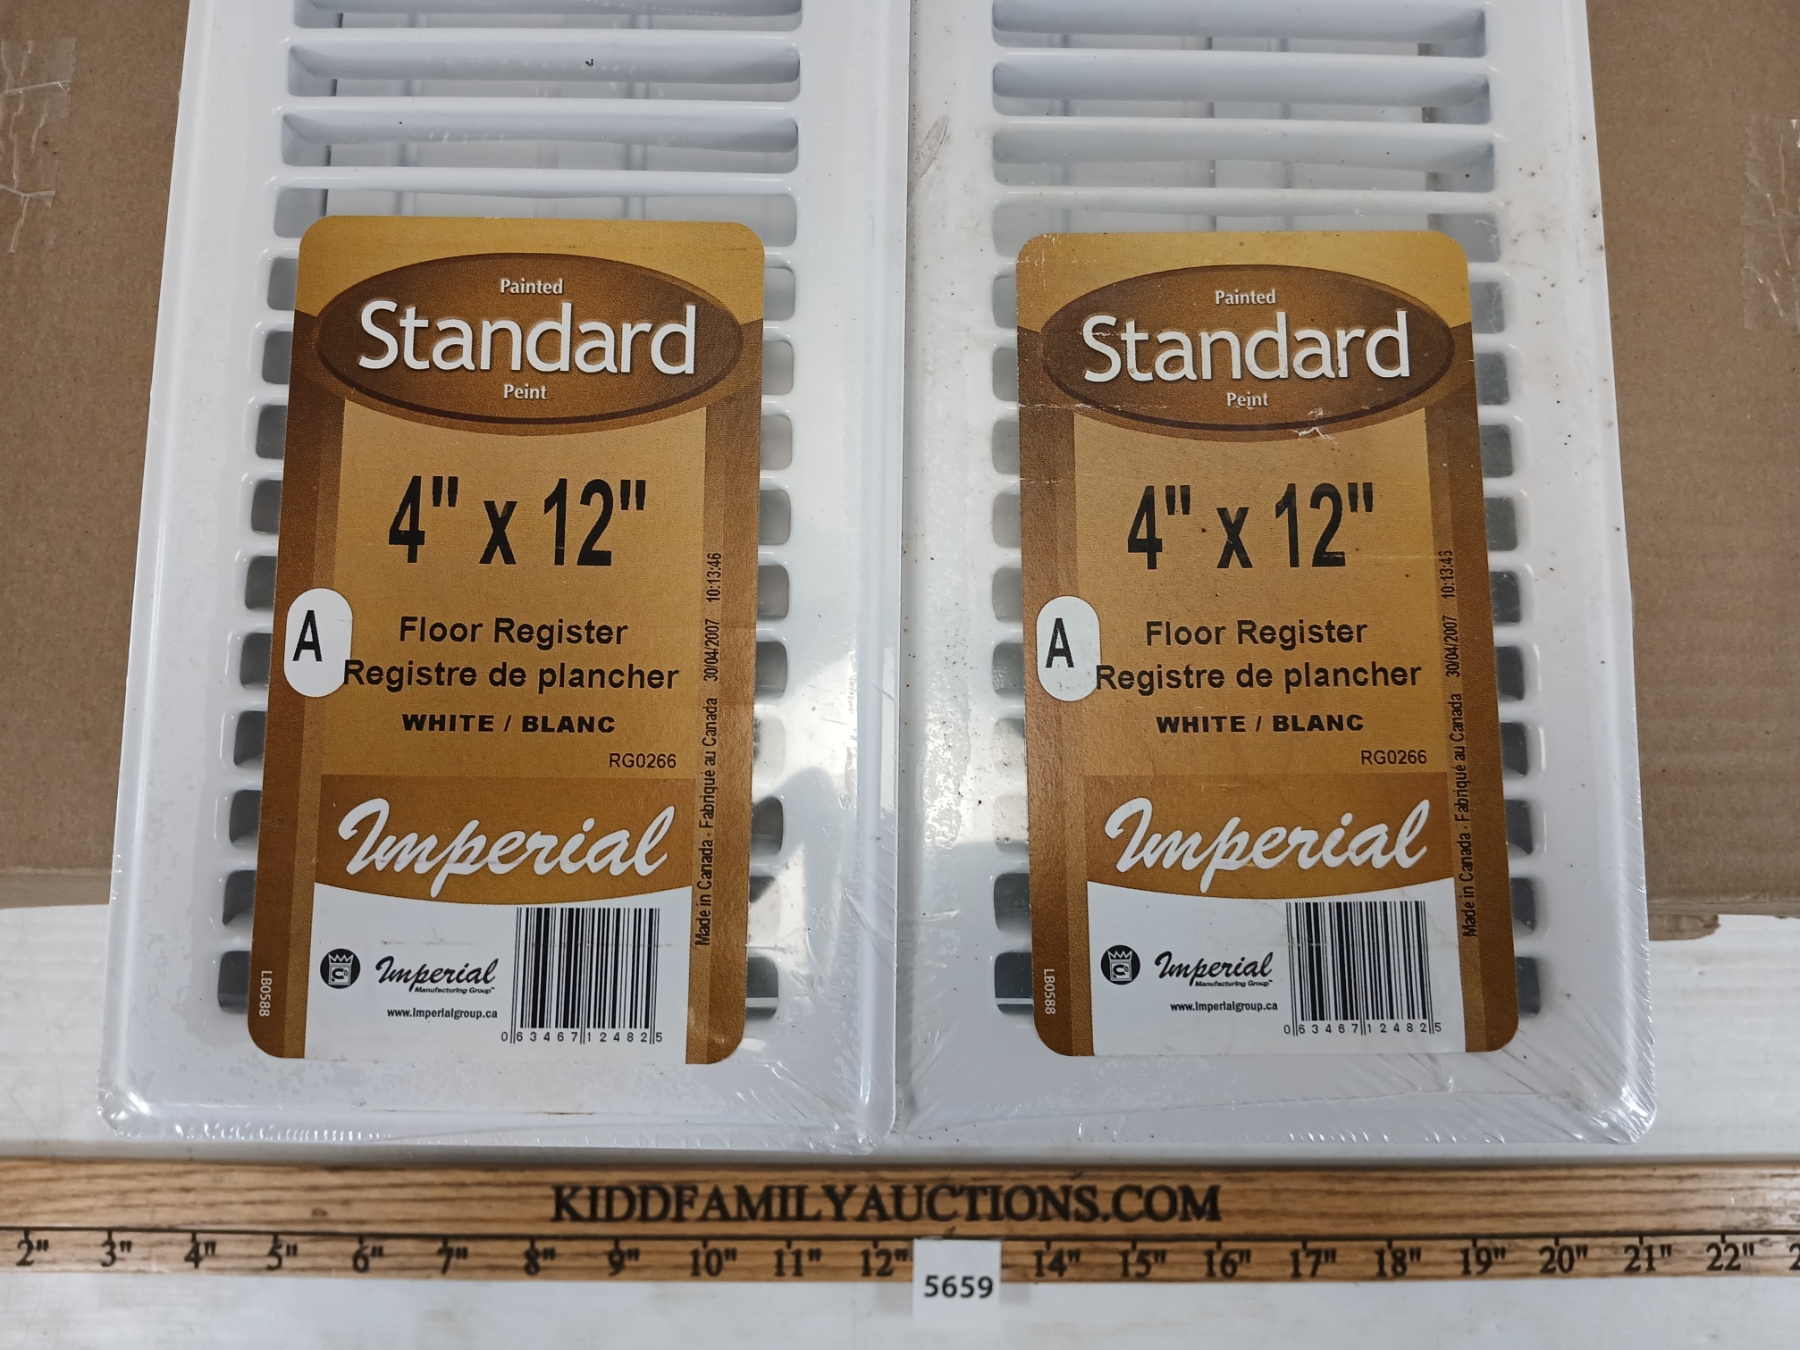 Painted
Standard
Peint
4" x 12"
A
Floor Register
Registre de plancher
WHITE / BLANC
RG0266
Imperial
Made in Canada - Fabriqué au Canada 30/04/2007 10:13:46
LB0588
Imperial
Manufacturing Group™
www.imperialgroup.ca
0 63467 12482 5
Painted
Standard
Peint
4" x 12"
A
Floor Register
Registre de plancher
WHITE / BLANC
RG0266
Imperial
Made in Canada - Fabriqué au Canada 30/04/2007 10:13:46
LB0588
Imperial
Manufacturing Group™
www.imperialgroup.ca
0 63467 12482 5
KIDDFAMILYAUCTIONS.COM
2" 3" 4" 5" 6" 7" 8" 9" 10" 11" 12" 14" 15" 16" 17" 18" 19" 20" 21" 22"
5659